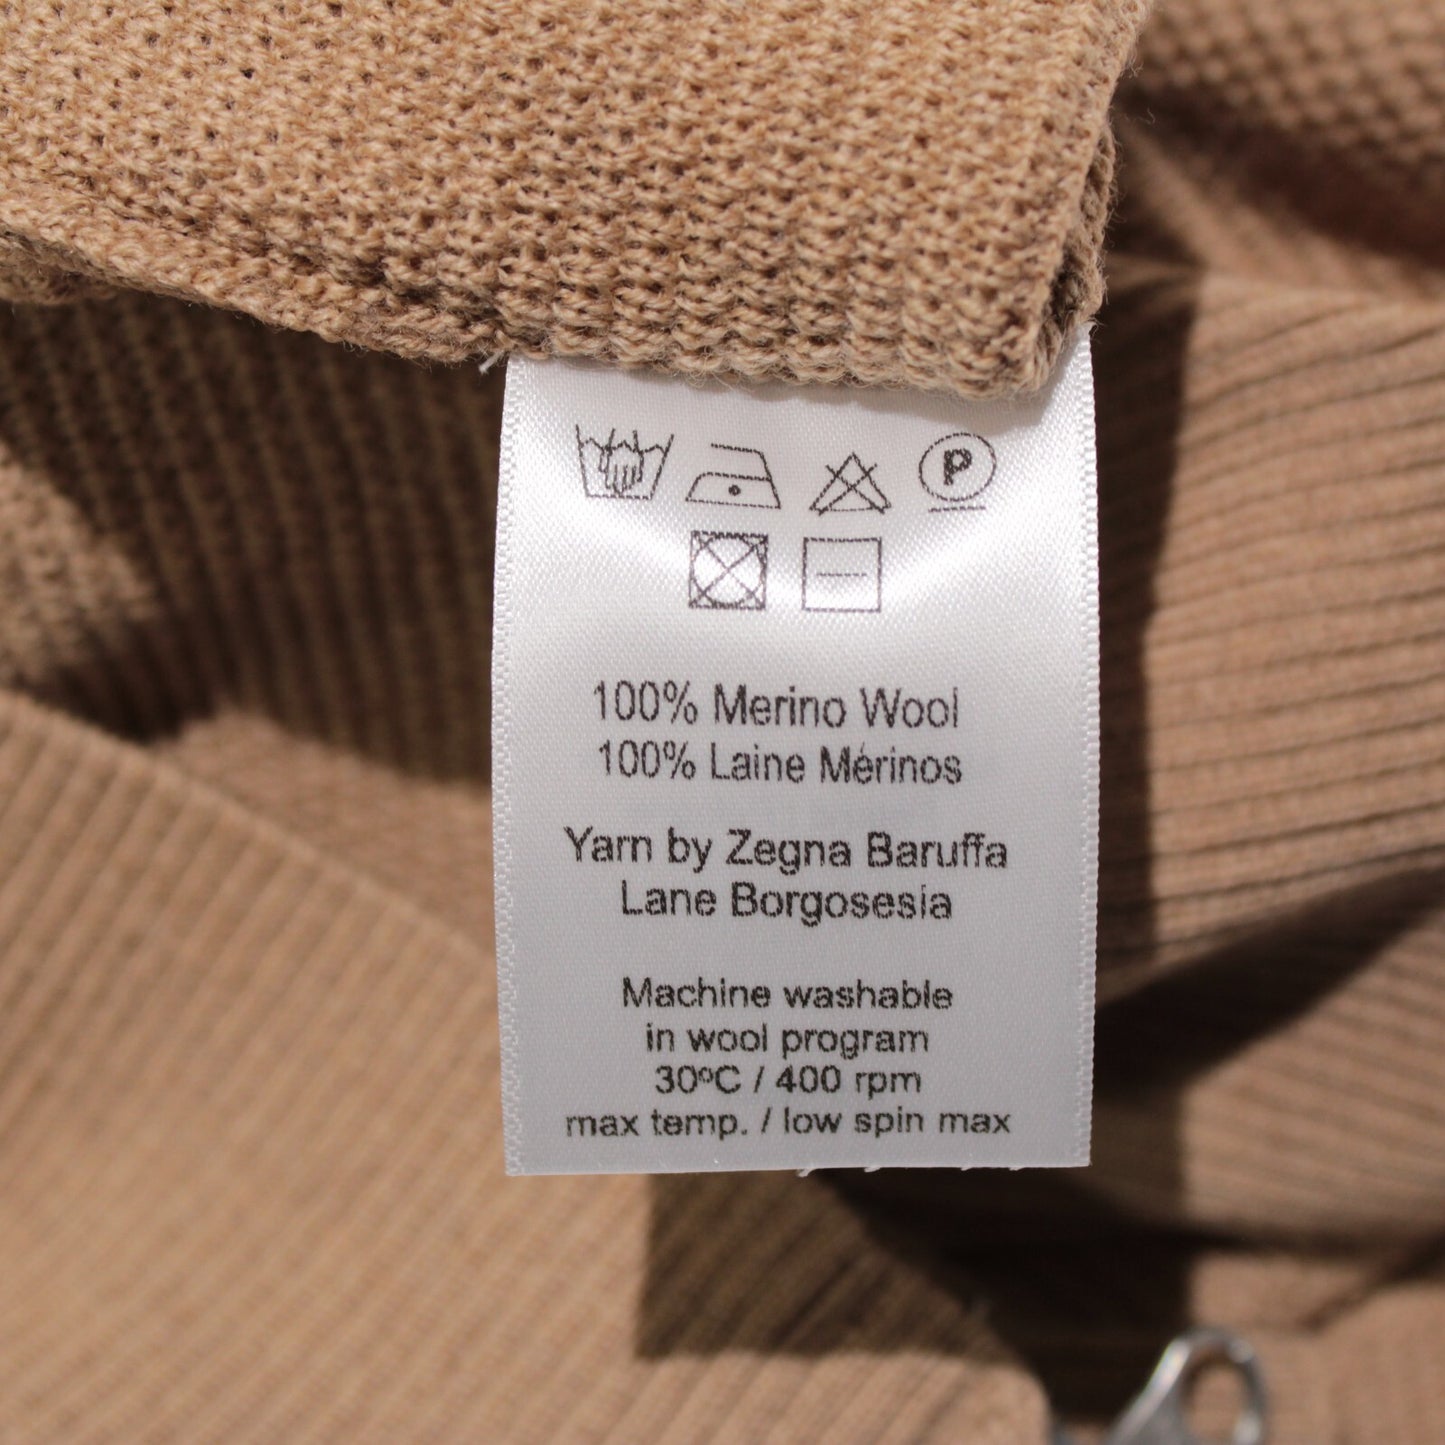 P
100% Merino Wool
100% Laine Mérinos
Yarn by Zegna Baruffa
Lane Borgosesia
Machine washable
in wool program
30ºC / 400 rpm
max temp. / low spin max